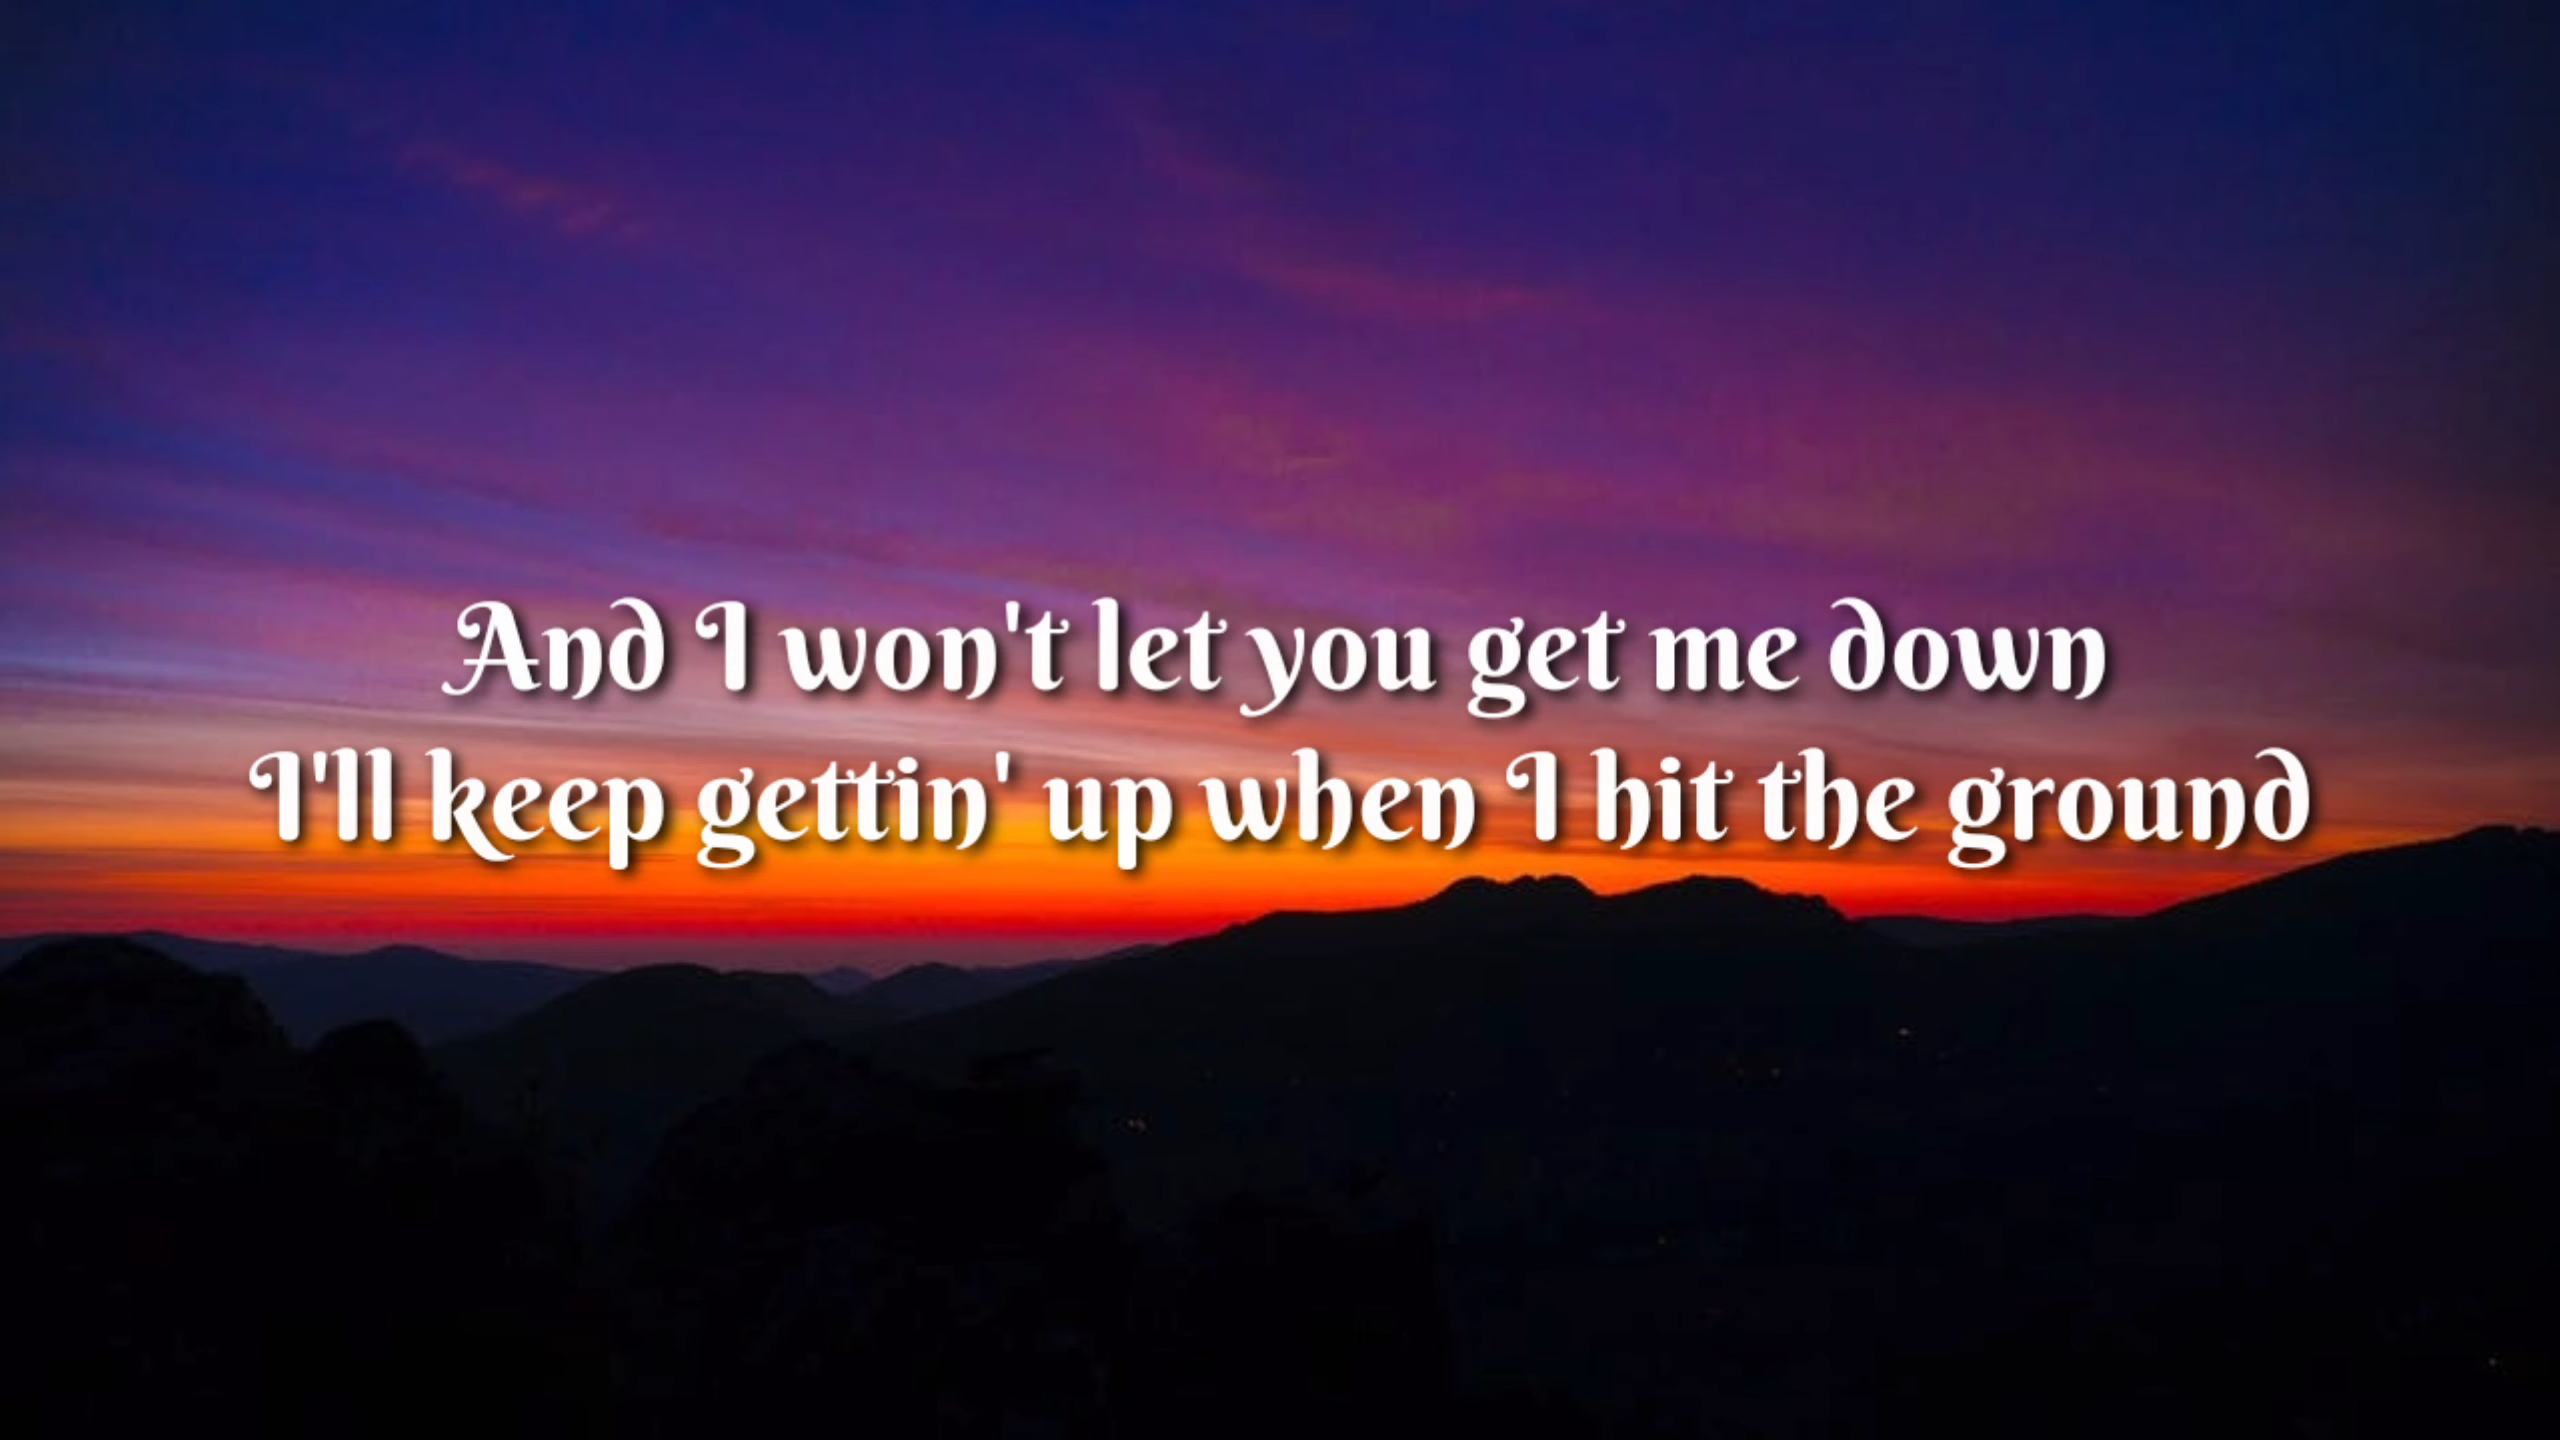 And I won't let you get me down
I'll keep gettin' up when I hit the ground